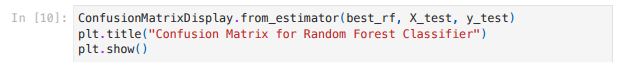 In [10]: ConfusionMatrixDisplay.from_estimator(best_rf, X_test, y_test)
plt.title("Confusion Matrix for Random Forest Classifier")
plt.show()